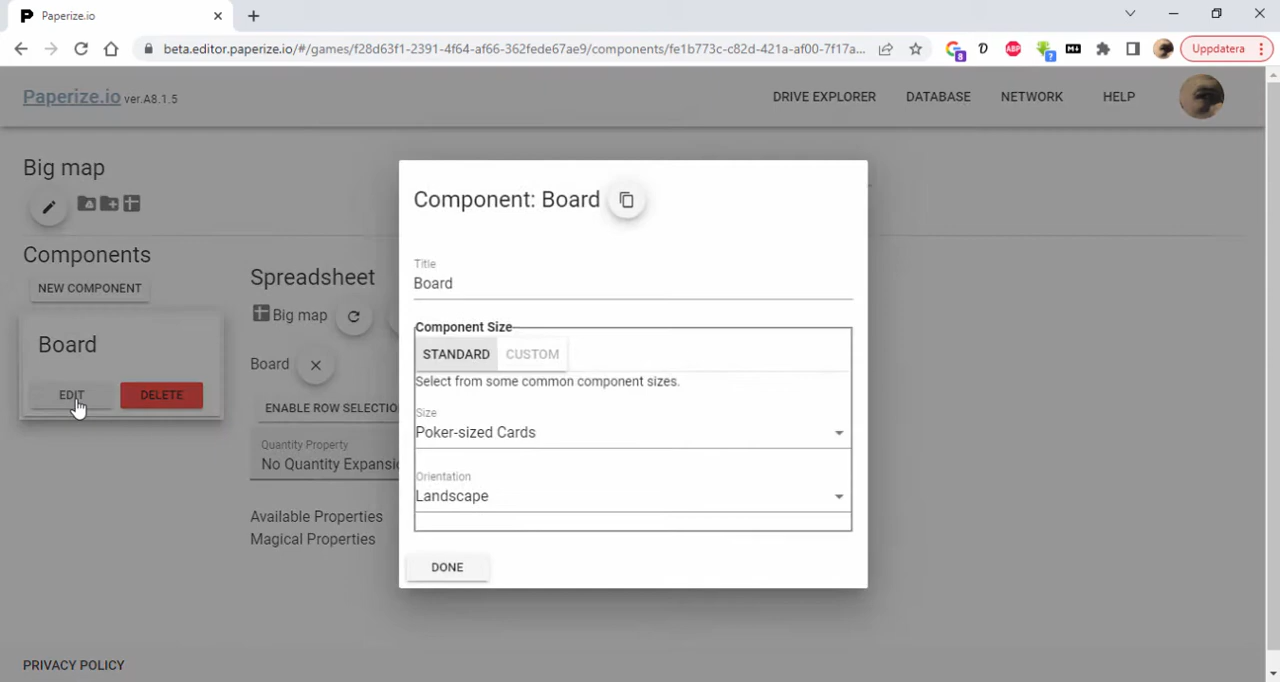 Paperize.io
beta.editor.paperize.io/#/games/f28d63f1-2391-4f64-af66-362fede67ae9/components/fe1b773c-c82d-421a-af00-7f17a...
8
ABP
?
Uppdatera
Paperize.io ver.A8.1.5
DRIVE EXPLORER
DATABASE
NETWORK
HELP
Big map
Components
NEW COMPONENT
Board
EDIT
DELETE
Spreadsheet
Big map
Board
ENABLE ROW SELECTIO
Quantity Property
No Quantity Expansi
Available Properties
Magical Properties
Component: Board
Title
Board
Component Size
STANDARD
CUSTOM
Select from some common component sizes.
Size
Poker-sized Cards
Orientation
Landscape
DONE
PRIVACY POLICY